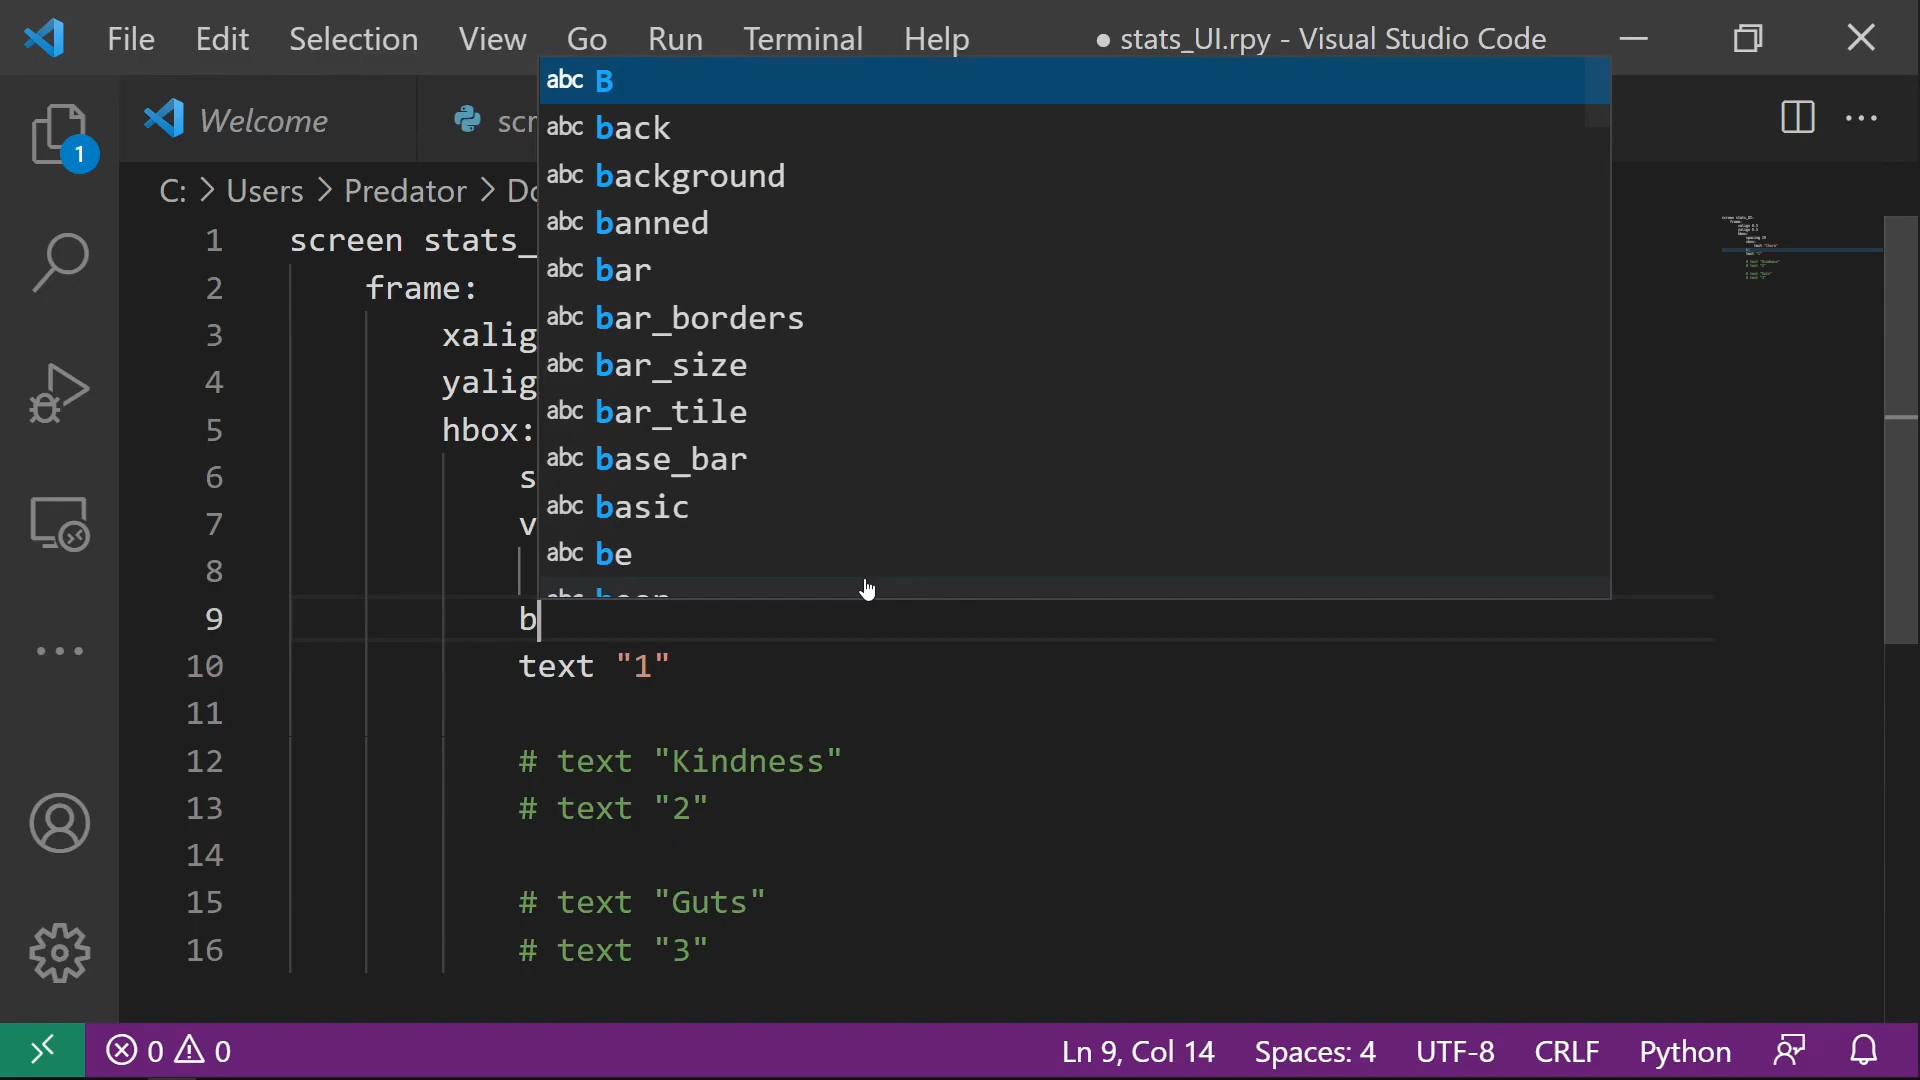 File Edit Selection View Go Run Terminal Help ● stats_UI.rpy - Visual Studio Code
1
Welcome scr
C: > Users > Predator > Do
abc B
abc back
abc background
abc banned
abc bar
abc bar_borders
abc bar_size
abc bar_tile
abc base_bar
abc basic
abc be
1 screen stats_
2 frame:
3 xalig
4 yalig
5 hbox:
6 s
7 v
8
9 b
10 text "1"
11
12 # text "Kindness"
13 # text "2"
14
15 # text "Guts"
16 # text "3"
0 0 Ln 9, Col 14 Spaces: 4 UTF-8 CRLF Python